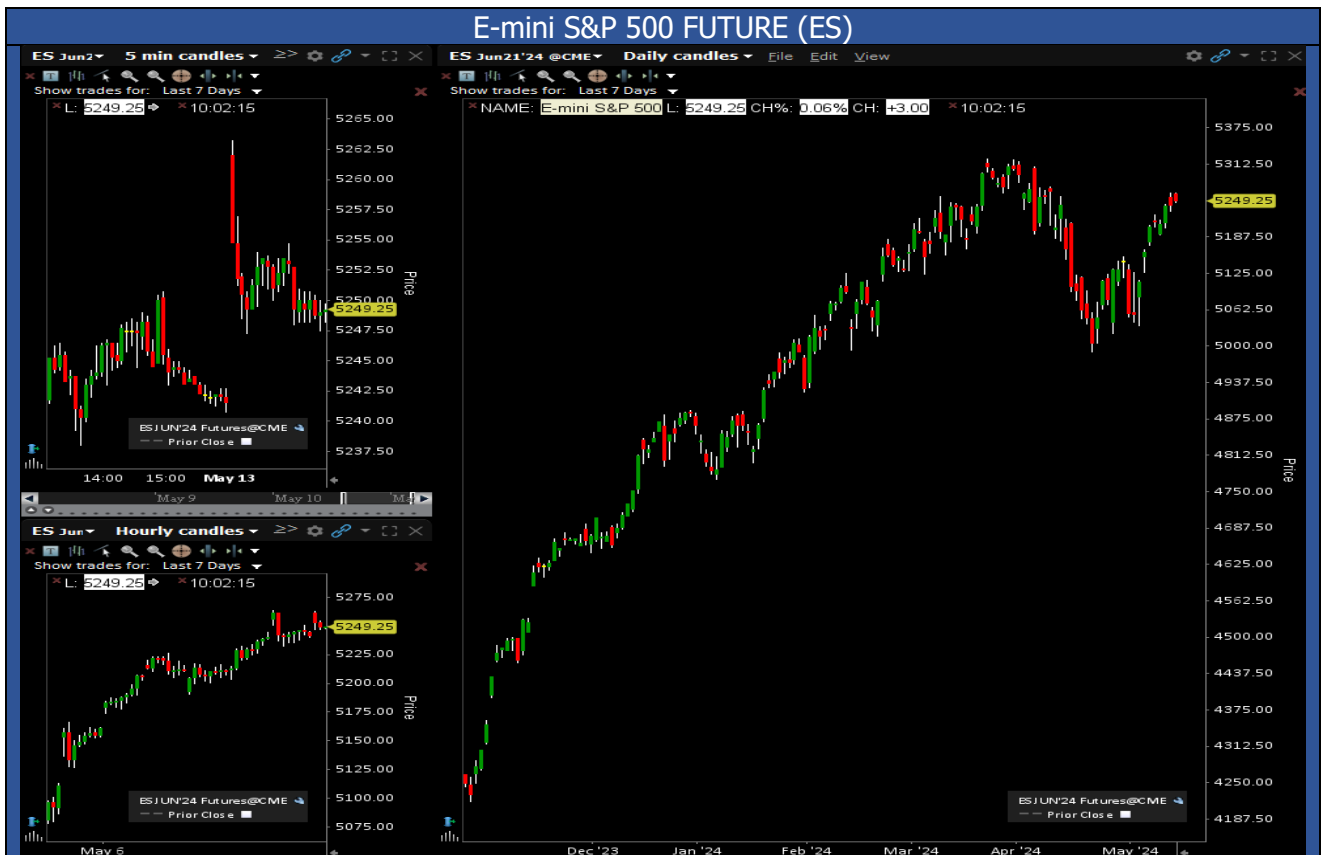 E-mini S&P 500 FUTURE (ES)
ES Jun2 5 min candles >>
Show trades for: Last 7 Days
L: 5249.25 10:02:15
5265.00
5262.50
5260.00
5257.50
5255.00
5252.50
5250.00
5249.25
5247.50
5245.00
5242.50
5240.00
5237.50
Price
ESJUN'24 Futures@CME
Prior Close
14:00 15:00 May 13
May 9 May 10
ES Jun Hourly candles >>
Show trades for: Last 7 Days
L: 5249.25 10:02:15
5275.00
5249.25
5225.00
5200.00
5175.00
5150.00
5125.00
5100.00
5075.00
Price
ESJUN'24 Futures@CME
Prior Close
May 6
ES Jun21'24 @CME Daily candles File Edit View
Show trades for: Last 7 Days
NAME: E-mini S&P 500 L: 5249.25 CH%: 0.06% CH: +3.00 10:02:15
5375.00
5312.50
5249.25
5187.50
5125.00
5062.50
5000.00
4937.50
4875.00
4812.50
4750.00
4687.50
4625.00
4562.50
4500.00
4437.50
4375.00
4312.50
4250.00
4187.50
Price
ESJUN'24 Futures@CME
Prior Close
Dec '23 Jan '24 Feb '24 Mar '24 Apr '24 May '24